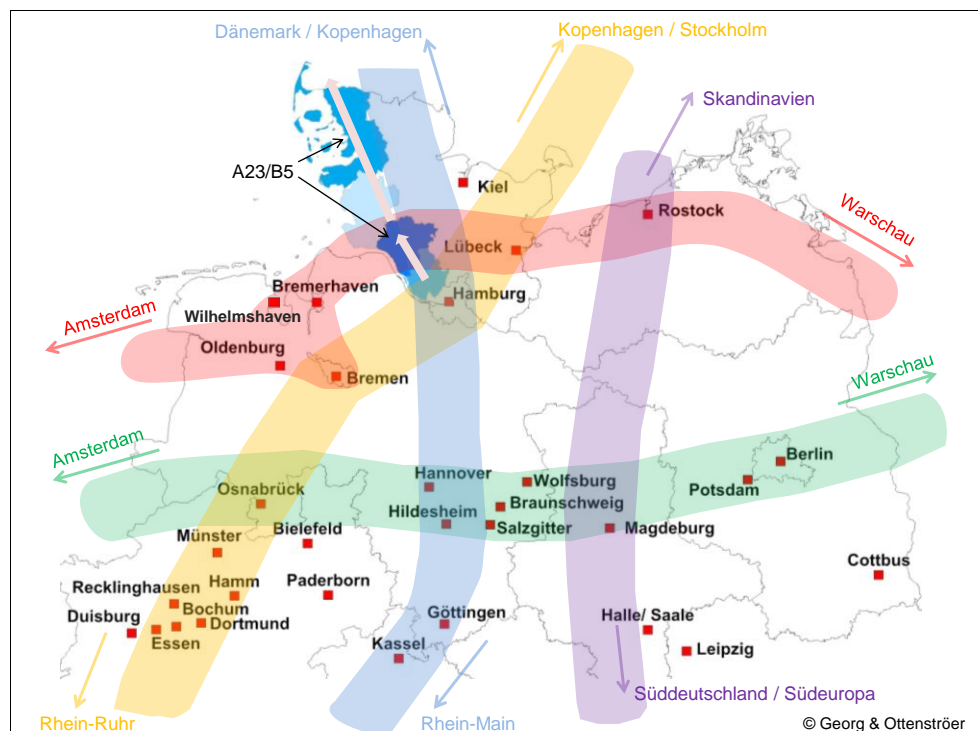 Dänemark / Kopenhagen
Kopenhagen / Stockholm
Skandinavien
A23/B5
Kiel
Rostock
Warschau
Lübeck
Bremerhaven
Hamburg
Wilhelmshaven
Amsterdam
Oldenburg
Bremen
Warschau
Amsterdam
Berlin
Hannover
Wolfsburg
Potsdam
Osnabrück
Braunschweig
Hildesheim
Salzgitter
Magdeburg
Münster
Bielefeld
Cottbus
Recklinghausen
Hamm
Paderborn
Duisburg
Bochum
Dortmund
Göttingen
Halle/ Saale
Essen
Kassel
Leipzig
Süddeutschland / Südeuropa
Rhein-Ruhr
Rhein-Main
© Georg & Ottenströer